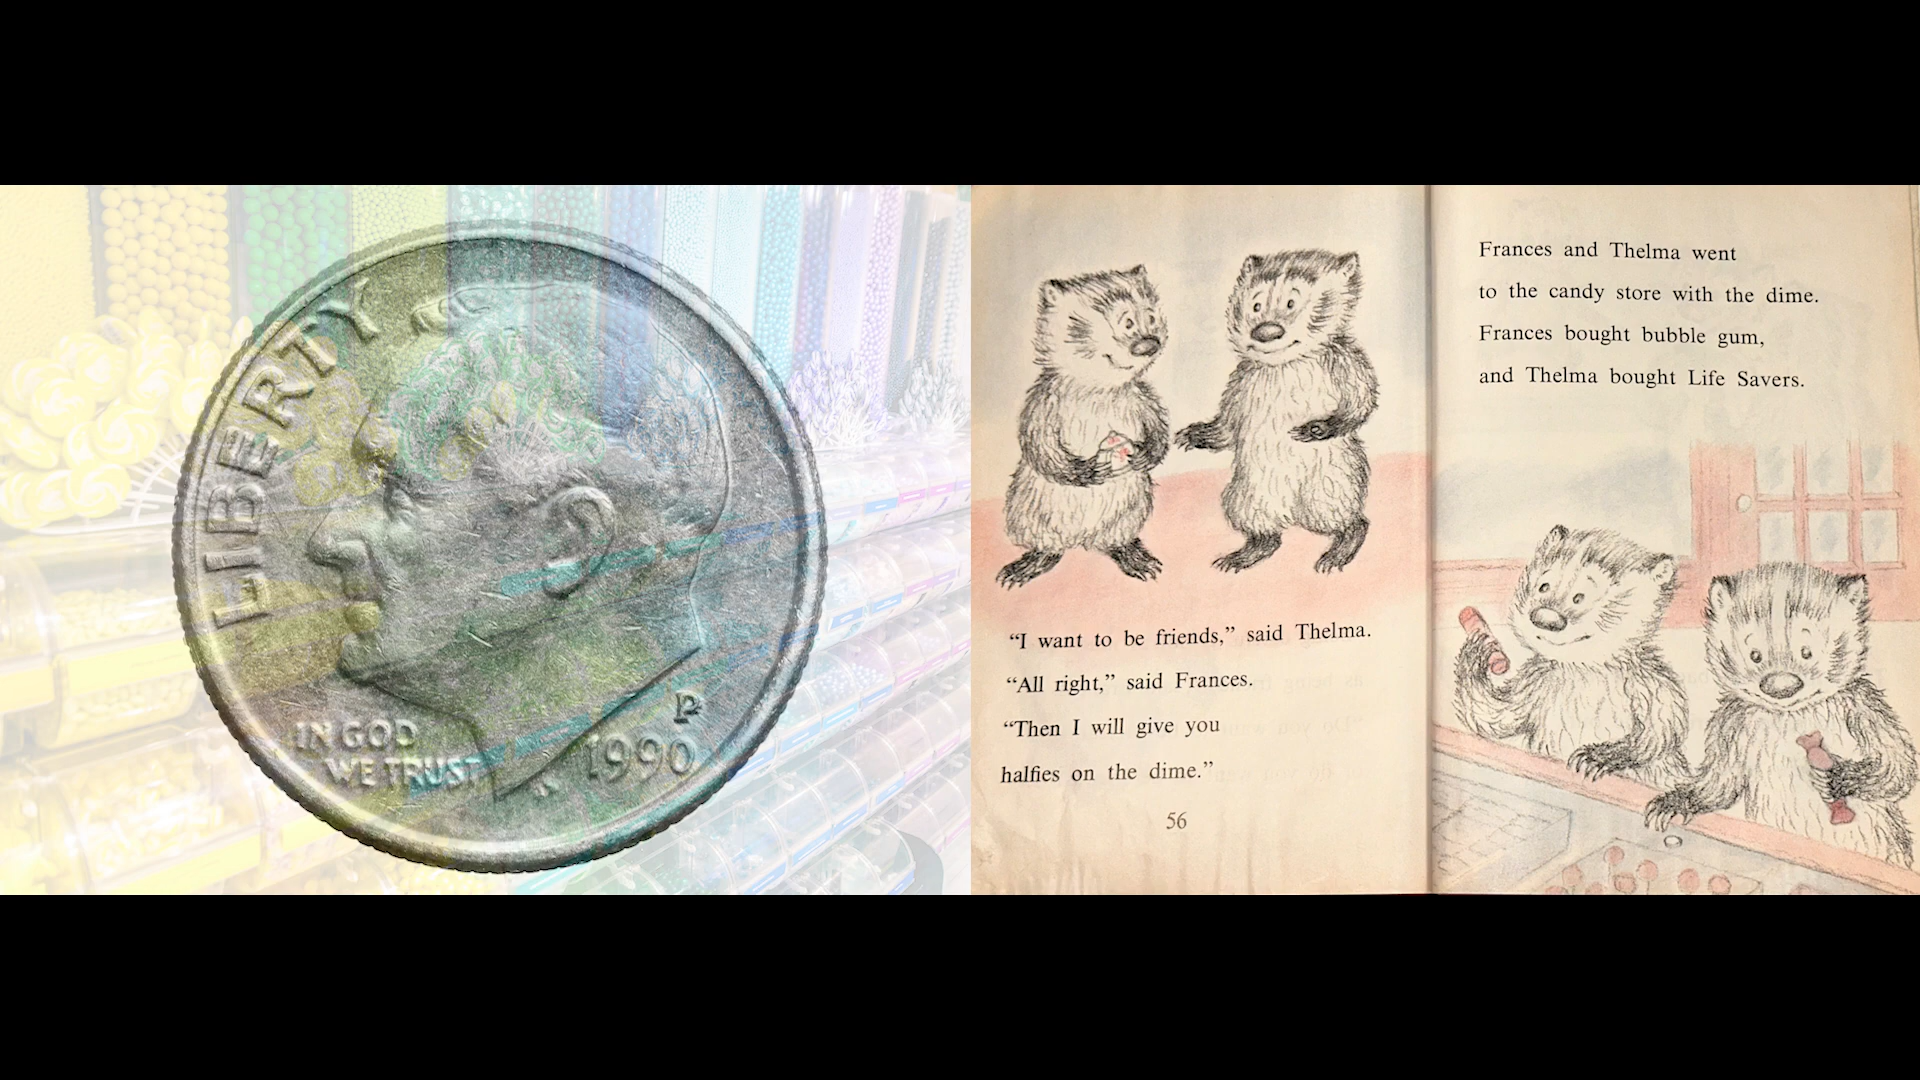 LIBERTY
IN GOD
WE TRUST
P
1990
“I want to be friends,” said Thelma.
“All right,” said Frances.
“Then I will give you
halfies on the dime.”
56
Frances and Thelma went
to the candy store with the dime.
Frances bought bubble gum,
and Thelma bought Life Savers.